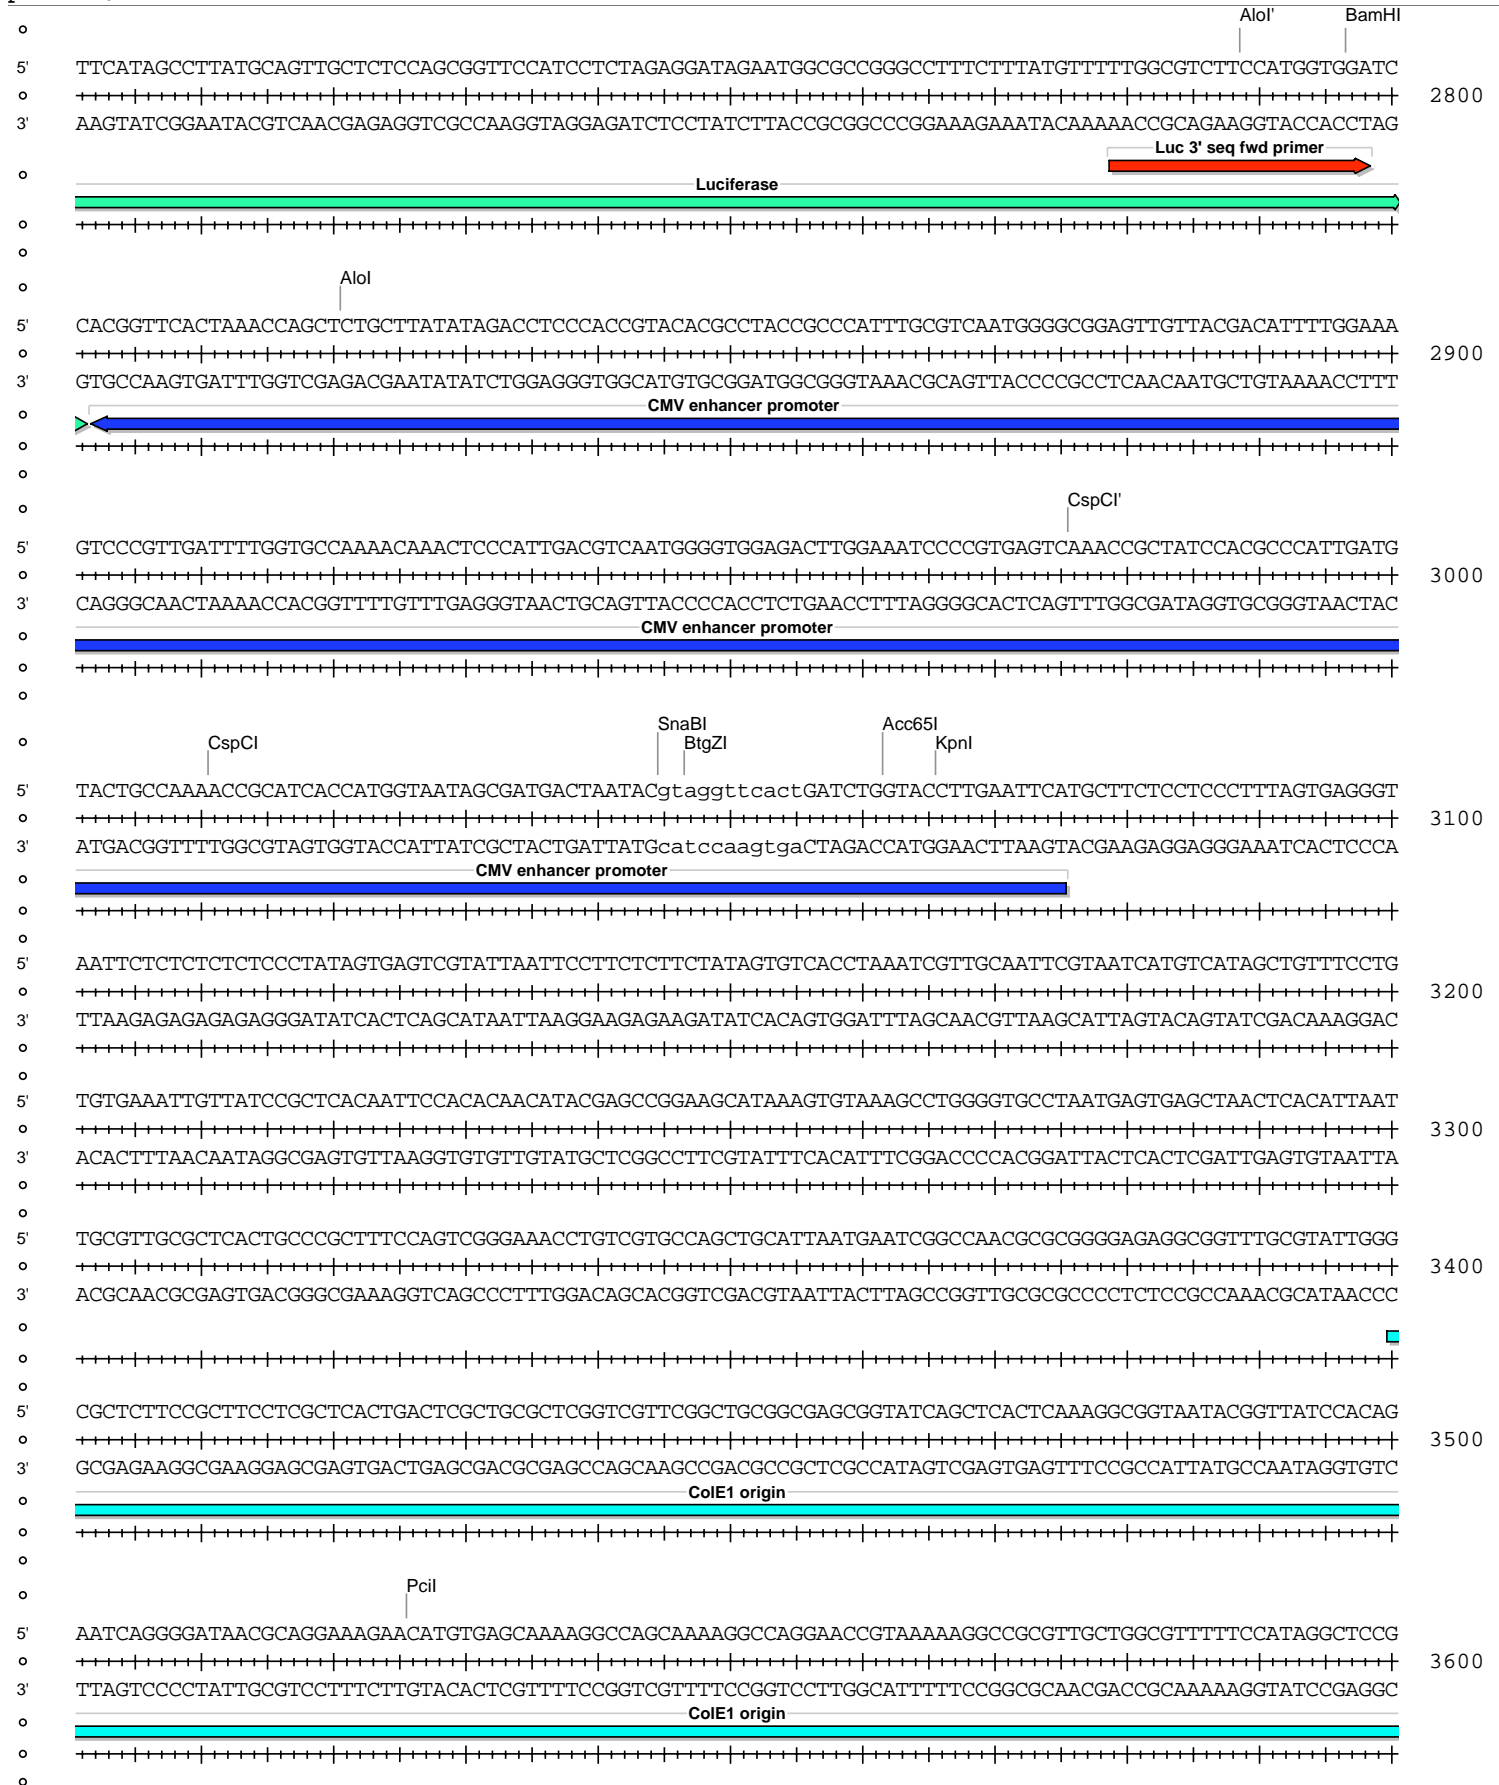 AloI' BamHI
5' TTCATAGCCTTATGCAGTTGCTCTCCAGCGGTTCCATCCTCTAGAGGATAGAATGGCGCCGGGCCTTTCTTTATGTTTTTGGCGTCTTCCATGGTGGATC
2800
3' AAGTATCGGAATACGTCAACGAGAGGTCGCCAAGGTAGGAGATCTCCTATCTTACCGCGGCCCGGAAAGAAATACAAAAACCGCAGAAGGTACCACCTAG
Luc 3' seq fwd primer
Luciferase
AloI
5' CACGGTTCACTAAACCAGCTCTGCTTATATAGACCTCCCACCGTACACGCCTACCGCCCATTTGCGTCAATGGGGCGGAGTTGTTACGACATTTTGGAAA
2900
3' GTGCCAAGTGATTTGGTCGAGACGAATATATCTGGAGGGTGGCATGTGCGGATGGCGGGTAAACGCAGTTACCCCGCCTCAACAATGCTGTAAAACCTTT
CMV enhancer promoter
CspCI'
5' GTCCCGTTGATTTTGGTGCCAAAACAAACTCCCATTGACGTCAATGGGGTGGAGACTTGGAAATCCCCGTGAGTCAAACCGCTATCCACGCCCATTGATG
3000
3' CAGGGCAACTAAAACCACGGTTTTGTTTGAGGGTAACTGCAGTTACCCCACCTCTGAACCTTTAGGGGCACTCAGTTTGGCGATAGGTGCGGGTAACTAC
CMV enhancer promoter
SnaBI Acc65I
CspCI BtgZI KpnI
5' TACTGCCAAAACCGCATCACCATGGTAATAGCGATGACTAATACgtaggttcactGATCTGGTACCTTGAATTCATGCTTCTCCTCCCTTTAGTGAGGGT
3100
3' ATGACGGTTTTGGCGTAGTGGTACCATTATCGCTACTGATTATGcatccaagtgaCTAGACCATGGAACTTAAGTACGAAGAGGAGGGAAATCACTCCCA
CMV enhancer promoter
5' AATTCTCTCTCTCTCCCTATAGTGAGTCGTATTAATTCCTTCTCTTCTATAGTGTCACCTAAATCGTTGCAATTCGTAATCATGTCATAGCTGTTTCCTG
3200
3' TTAAGAGAGAGAGAGGGATATCACTCAGCATAATTAAGGAAGAGAAGATATCACAGTGGATTTAGCAACGTTAAGCATTAGTACAGTATCGACAAAGGAC
5' TGTGAAATTGTTATCCGCTCACAATTCCACACAACATACGAGCCGGAAGCATAAAGTGTAAAGCCTGGGGTGCCTAATGAGTGAGCTAACTCACATTAAT
3300
3' ACACTTTAACAATAGGCGAGTGTTAAGGTGTGTTGTATGCTCGGCCTTCGTATTTCACATTTCGGACCCCACGGATTACTCACTCGATTGAGTGTAATTA
5' TGCGTTGCGCTCACTGCCCGCTTTCCAGTCGGGAAACCTGTCGTGCCAGCTGCATTAATGAATCGGCCAACGCGCGGGGAGAGGCGGTTTGCGTATTGGG
3400
3' ACGCAACGCGAGTGACGGGCGAAAGGTCAGCCCTTTGGACAGCACGGTCGACGTAATTACTTAGCCGGTTGCGCGCCCCTCTCCGCCAAACGCATAACCC
5' CGCTCTTCCGCTTCCTCGCTCACTGACTCGCTGCGCTCGGTCGTTCGGCTGCGGCGAGCGGTATCAGCTCACTCAAAGGCGGTAATACGGTTATCCACAG
3500
3' GCGAGAAGGCGAAGGAGCGAGTGACTGAGCGACGCGAGCCAGCAAGCCGACGCCGCTCGCCATAGTCGAGTGAGTTTCCGCCATTATGCCAATAGGTGTC
ColE1 origin
PciI
5' AATCAGGGGATAACGCAGGAAAGAACATGTGAGCAAAAGGCCAGCAAAAGGCCAGGAACCGTAAAAAGGCCGCGTTGCTGGCGTTTTTCCATAGGCTCCG
3600
3' TTAGTCCCCTATTGCGTCCTTTCTTGTACACTCGTTTTCCGGTCGTTTTCCGGTCCTTGGCATTTTTCCGGCGCAACGACCGCAAAAAGGTATCCGAGGC
ColE1 origin